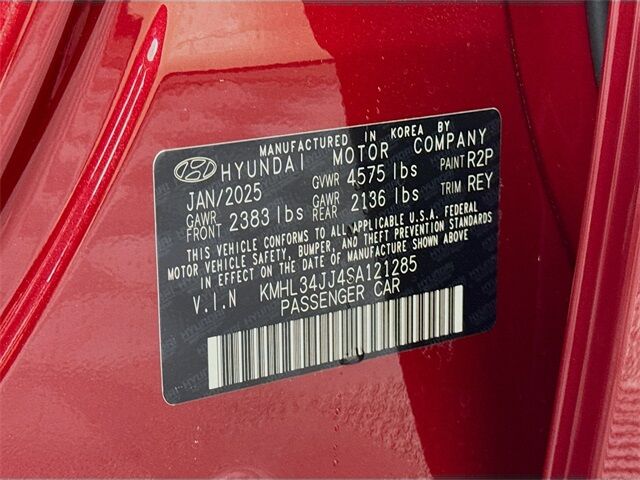 MANUFACTURED IN KOREA BY
HYUNDAI MOTOR COMPANY
JAN/2025 GVWR 4575 lbs PAINT R2P
GAWR FRONT 2383 lbs GAWR REAR 2136 lbs TRIM REY
THIS VEHICLE CONFORMS TO ALL APPLICABLE U.S.A. FEDERAL
MOTOR VEHICLE SAFETY, BUMPER, AND THEFT PREVENTION STANDARDS
IN EFFECT ON THE DATE OF MANUFACTURE SHOWN ABOVE
V.I.N KMHL34JJ4SA121285
PASSENGER CAR